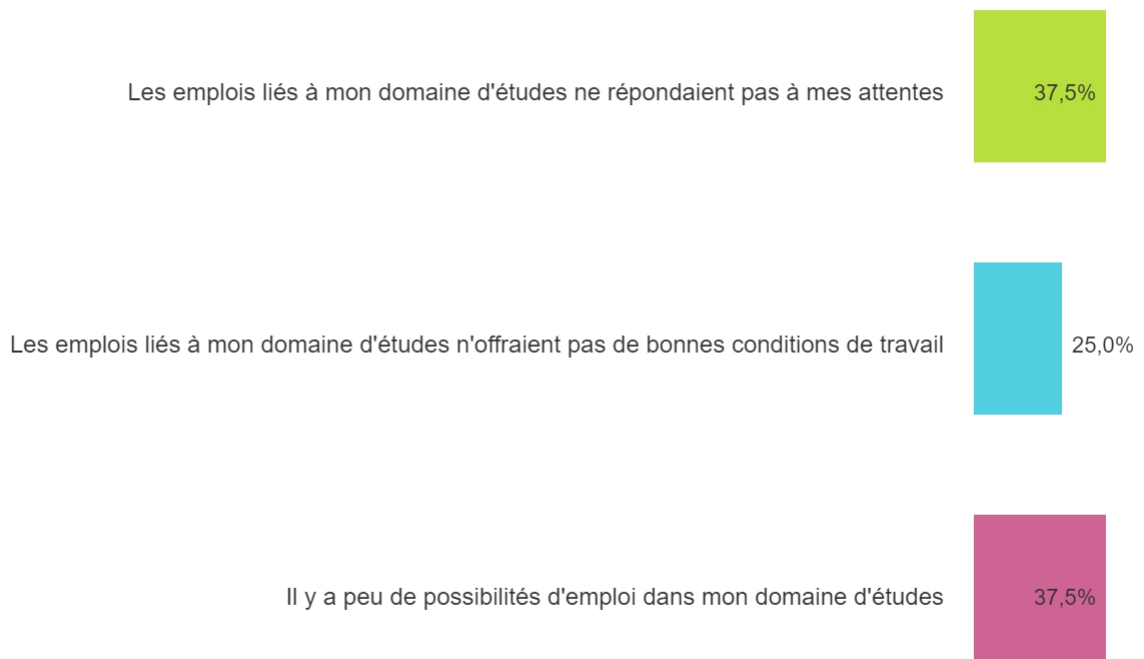 Les emplois liés à mon domaine d'études ne répondaient pas à mes attentes 37,5%
Les emplois liés à mon domaine d'études n'offraient pas de bonnes conditions de travail 25,0%
Il y a peu de possibilités d'emploi dans mon domaine d'études 37,5%